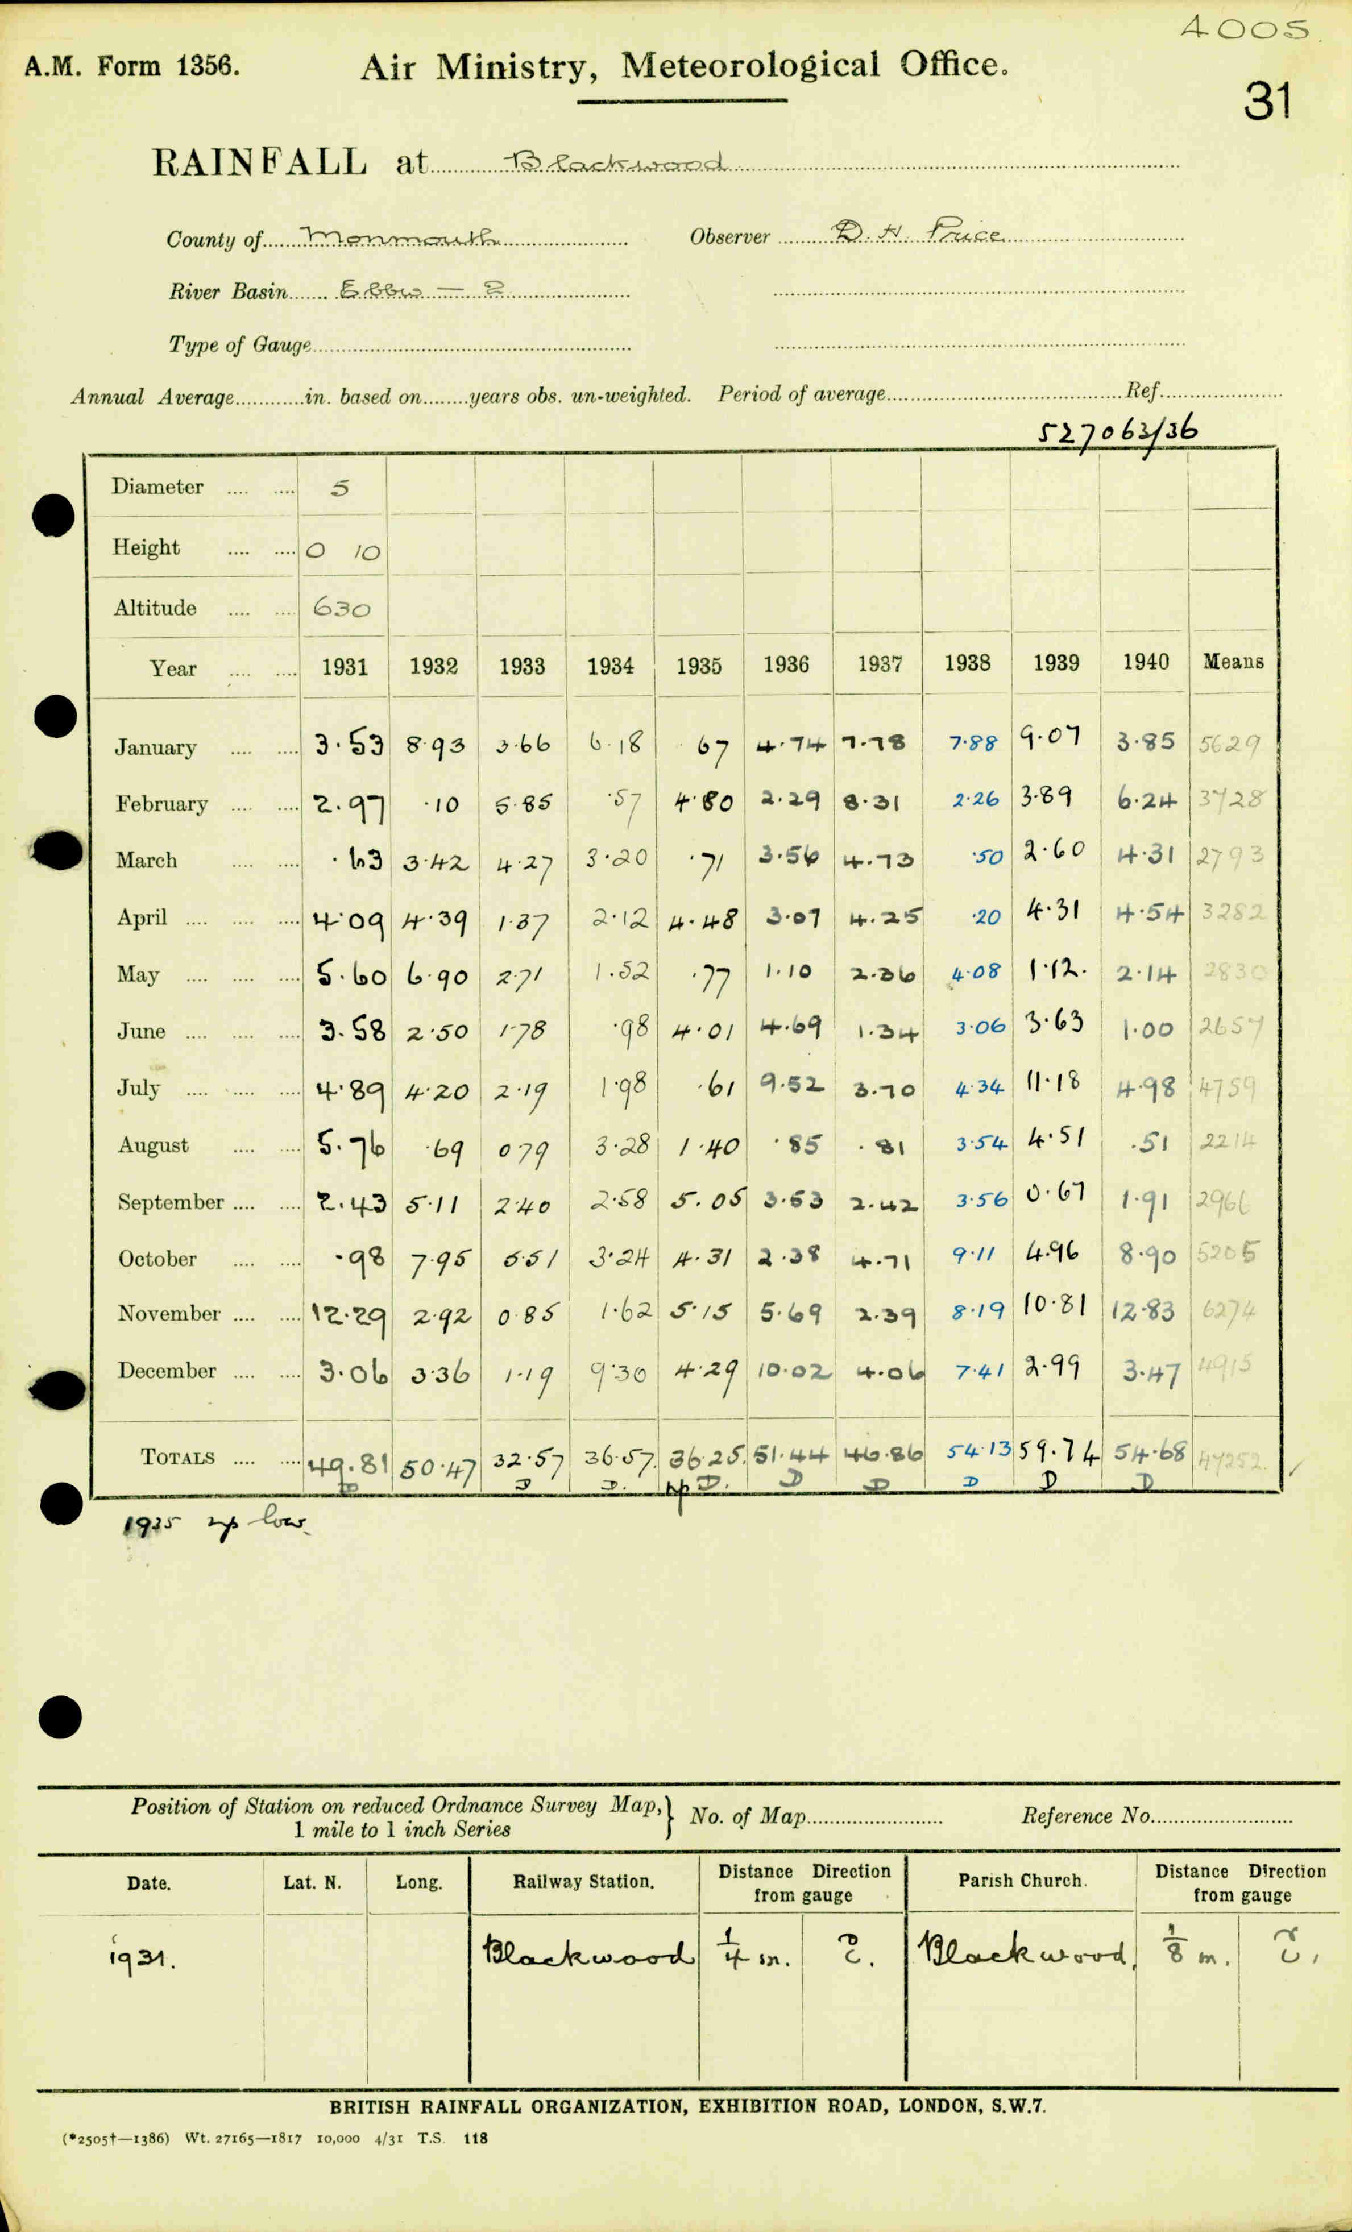 4005
A.M. Form 1356. Air Ministry, Meteorological Office.
31
RAINFALL at Blackwood
County of Monmouth Observer D. H. Price
River Basin Ebbw — 2
Type of Gauge
Annual Average in. based on years obs. un-weighted. Period of average Ref.
527063/36
Diameter 5
Height 0 10
Altitude 630
Year 1931 1932 1933 1934 1935 1936 1937 1938 1939 1940 Means
January 3.53 8.93 3.66 6.18 .67 4.74 7.78 7.88 9.07 3.85 5629
February 2.97 .10 5.85 .57 4.80 2.29 8.31 2.26 3.89 6.24 3728
March .63 3.42 4.27 3.20 .71 3.56 4.73 .50 2.60 4.31 2793
April 4.09 4.39 1.37 2.12 4.48 3.07 4.25 .20 4.31 4.54 3282
May 5.60 6.90 2.71 1.52 .77 1.10 2.36 4.08 1.12. 2.14 2830
June 3.58 2.50 1.78 .98 4.01 4.69 1.34 3.06 3.63 1.00 2657
July 4.89 4.20 2.19 1.98 .61 9.52 3.70 4.34 11.18 4.98 4759
August 5.76 .69 0.79 3.28 1.40 .85 .81 3.54 4.51 .51 2214
September 2.43 5.11 2.40 2.58 5.05 3.53 2.42 3.56 0.67 1.91 2966
October .98 7.95 5.51 3.24 4.31 2.38 4.71 9.11 4.96 8.90 5205
November 12.29 2.92 0.85 1.62 5.15 5.69 2.39 8.19 10.81 12.83 6274
December 3.06 3.36 1.19 9.30 4.29 10.02 4.06 7.41 2.99 3.47 4915
TOTALS 49.81 50.47 32.57 36.57 36.25 51.44 46.86 54.13 59.74 54.68 47252
D D D. D. D D D D D
1935 low.
Position of Station on reduced Ordnance Survey Map, } No. of Map Reference No.
1 mile to 1 inch Series
Date. Lat. N. Long. Railway Station. Distance Direction from gauge Parish Church. Distance Direction from gauge
1931. Blackwood 1/4 m. E. Blackwood, 1/8 m. E.
BRITISH RAINFALL ORGANIZATION, EXHIBITION ROAD, LONDON, S.W.7.
(*2505†—1386) Wt. 27165—1817 10,000 4/31 T.S. 118